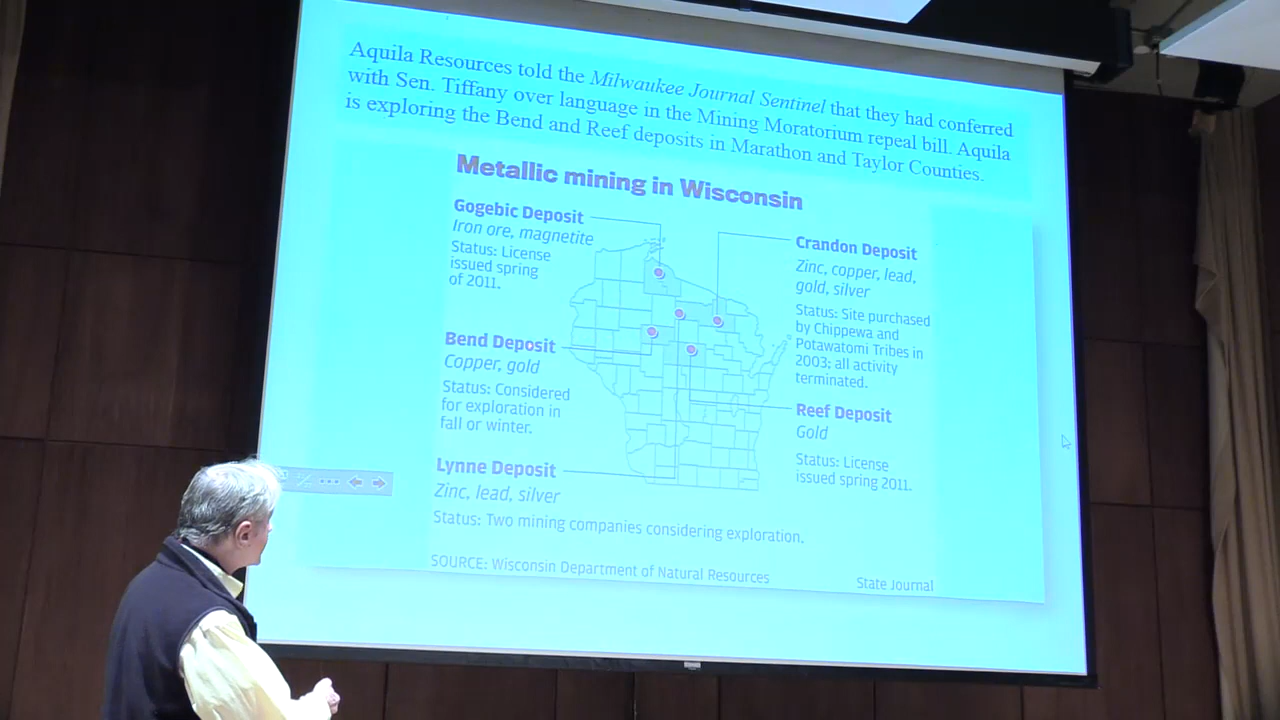 Aquila Resources told the Milwaukee Journal Sentinel that they had conferred
with Sen. Tiffany over language in the Mining Moratorium repeal bill. Aquila
is exploring the Bend and Reef deposits in Marathon and Taylor Counties.
Metallic mining in Wisconsin
Gogebic Deposit
Iron ore, magnetite
Status: License
issued spring
of 2011.
Crandon Deposit
Zinc, copper, lead,
gold, silver
Status: Site purchased
by Chippewa and
Potawatomi Tribes in
2003; all activity
terminated.
Bend Deposit
Copper, gold
Status: Considered
for exploration in
fall or winter.
Reef Deposit
Gold
Status: License
issued spring 2011.
Lynne Deposit
Zinc, lead, silver
Status: Two mining companies considering exploration.
SOURCE: Wisconsin Department of Natural Resources
State Journal